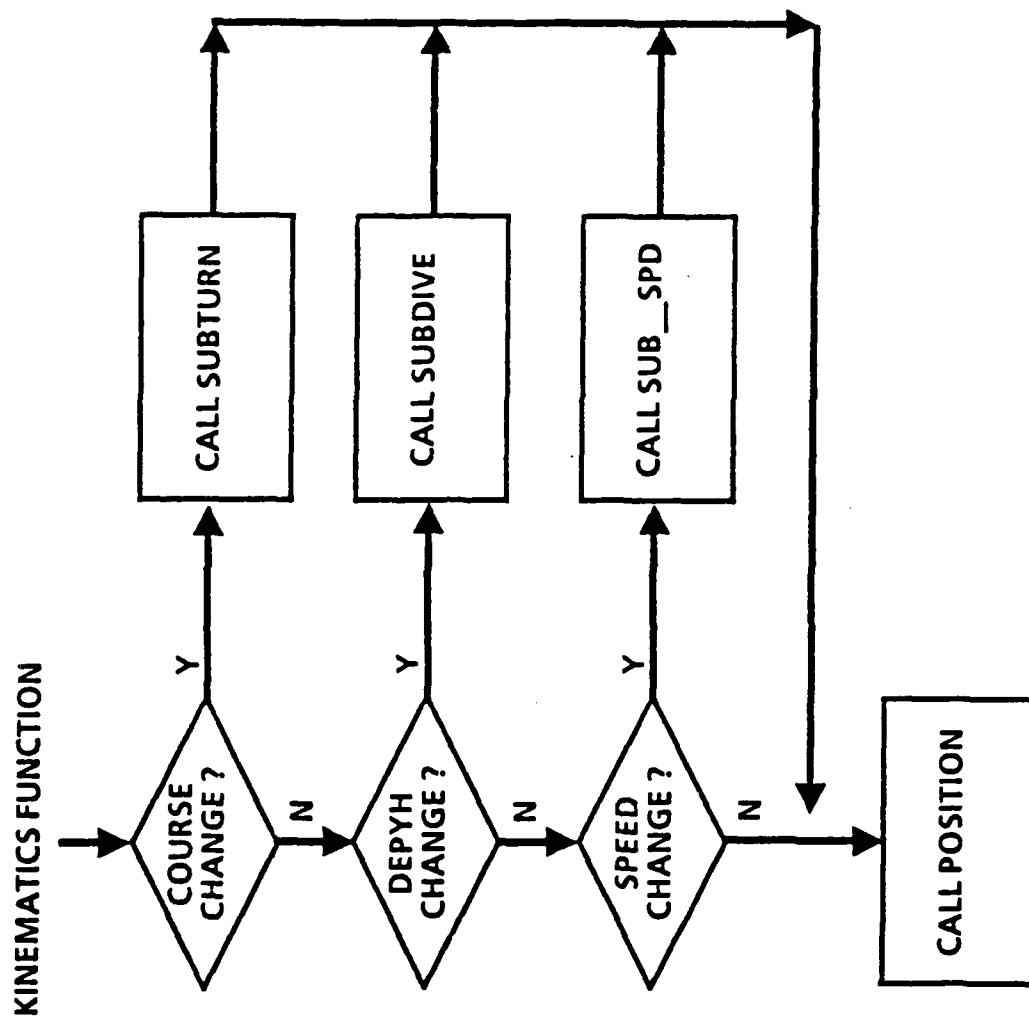 KINEMATICS FUNCTION
COURSE
CHANGE ?
Y
CALL SUBTURN
N
DEPYH
CHANGE ?
Y
CALL SUBDIVE
N
SPEED
CHANGE ?
Y
CALL SUB__SPD
N
CALL POSITION